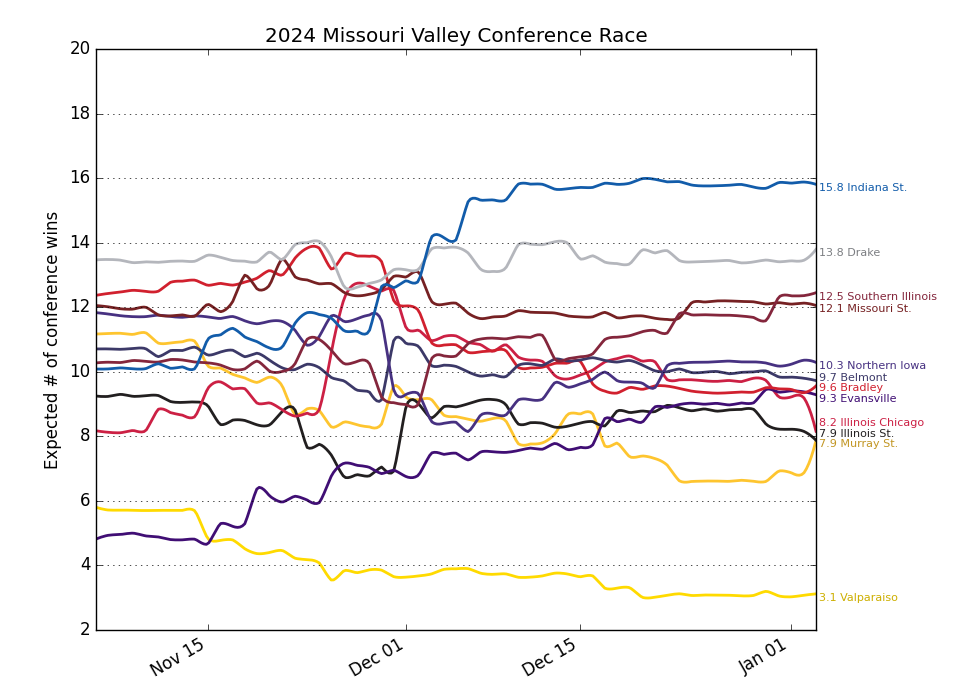 2024 Missouri Valley Conference Race
Expected # of conference wins
20
18
16
14
12
10
8
6
4
2
15.8 Indiana St.
13.8 Drake
12.5 Southern Illinois
12.1 Missouri St.
10.3 Northern Iowa
9.7 Belmont
9.6 Bradley
9.3 Evansville
8.2 Illinois Chicago
7.9 Illinois St.
7.9 Murray St.
3.1 Valparaiso
Nov 15
Dec 01
Dec 15
Jan 01